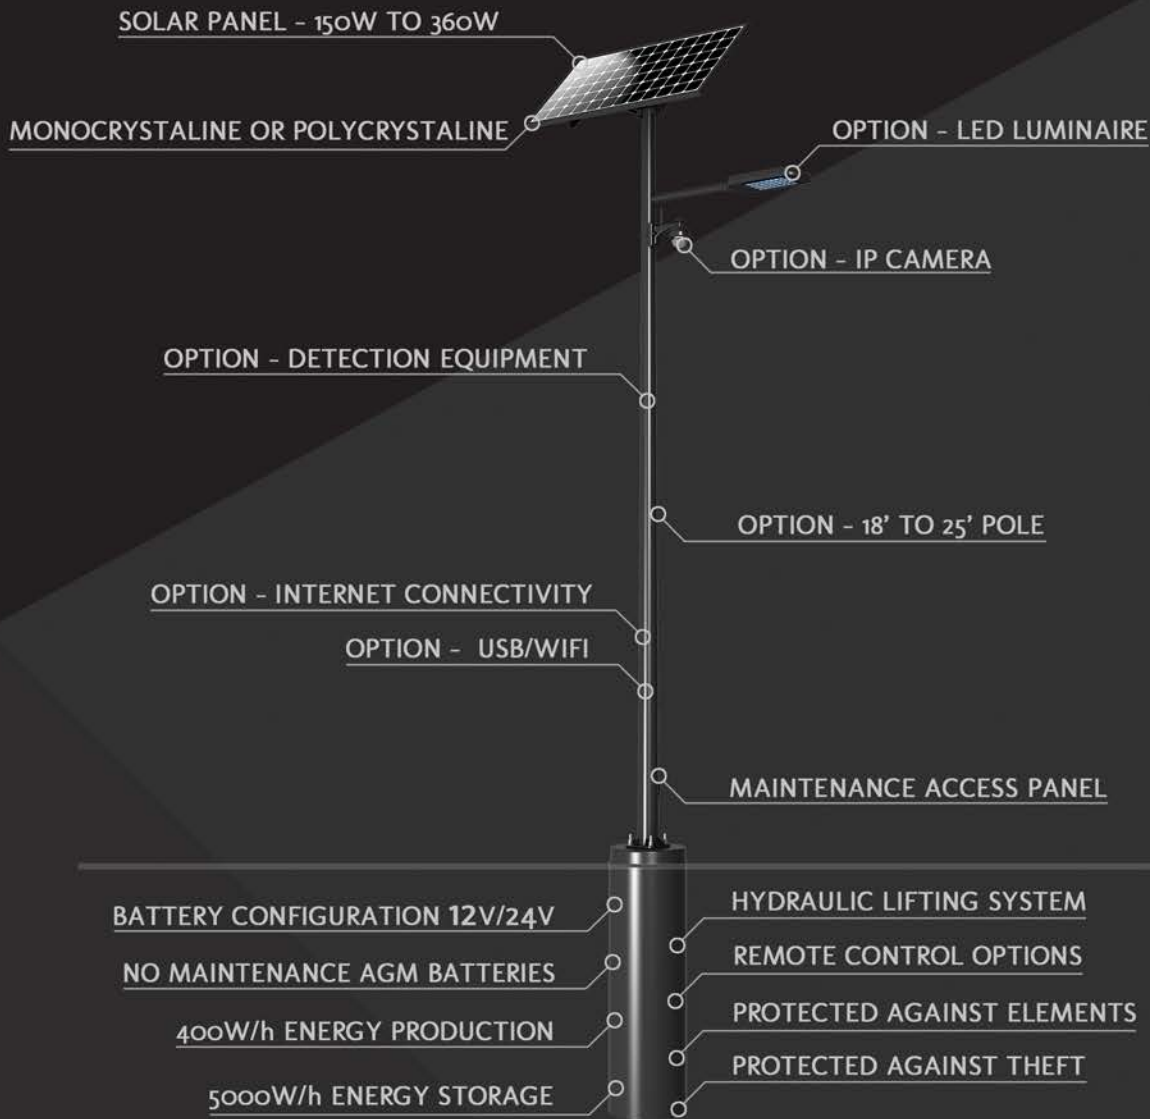 SOLAR PANEL - 150W TO 360W
MONOCRYSTALINE OR POLYCRYSTALINE
OPTION - LED LUMINAIRE
OPTION - IP CAMERA
OPTION - DETECTION EQUIPMENT
OPTION - 18' TO 25' POLE
OPTION - INTERNET CONNECTIVITY
OPTION - USB/WIFI
MAINTENANCE ACCESS PANEL
BATTERY CONFIGURATION 12V/24V
NO MAINTENANCE AGM BATTERIES
400W/h ENERGY PRODUCTION
5000W/h ENERGY STORAGE
HYDRAULIC LIFTING SYSTEM
REMOTE CONTROL OPTIONS
PROTECTED AGAINST ELEMENTS
PROTECTED AGAINST THEFT